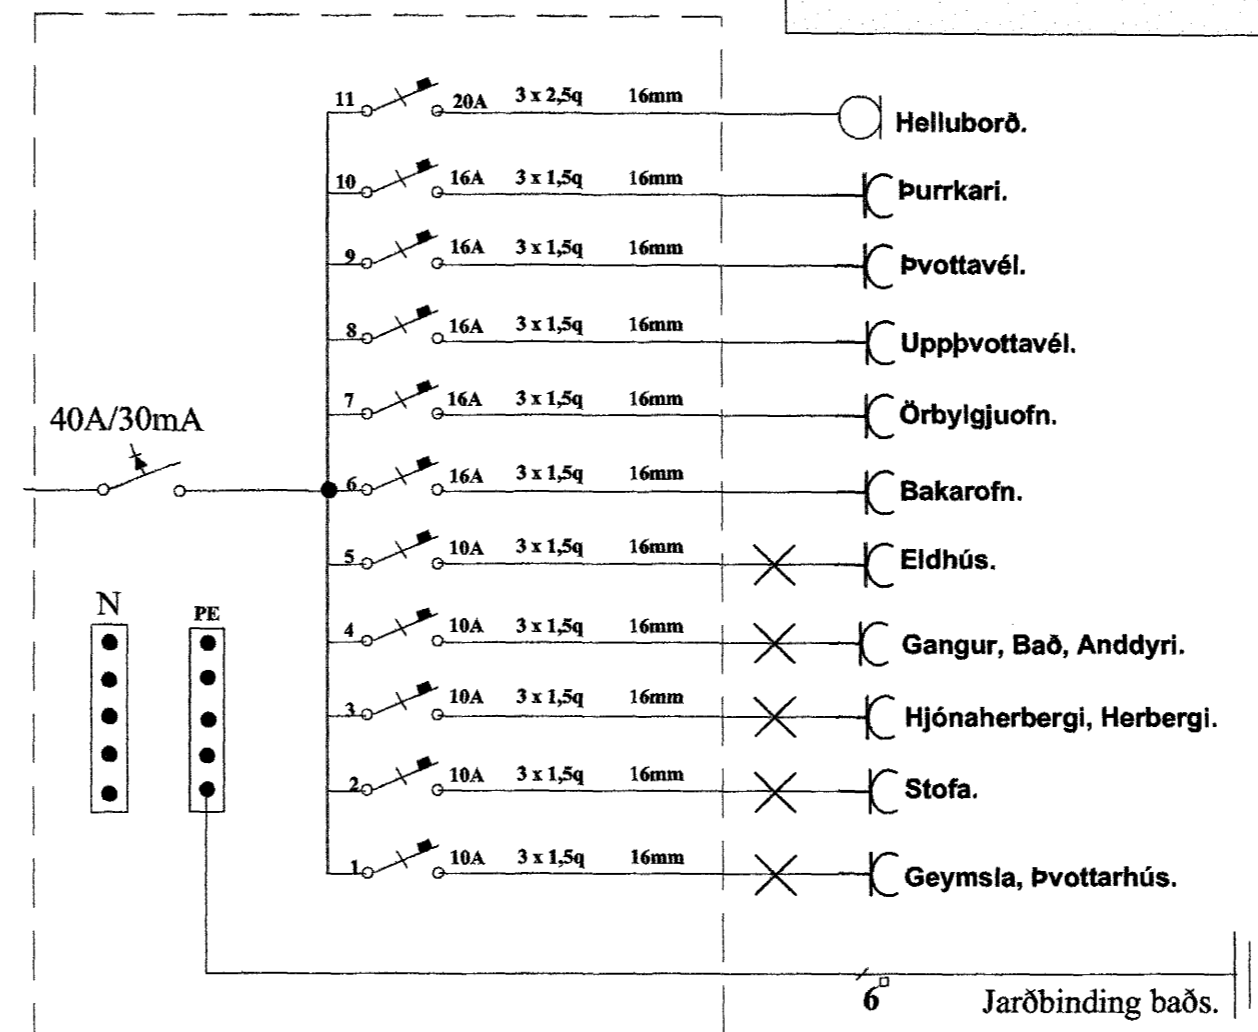 11 20A 3 x 2,5q 16mm Helluborð.
10 16A 3 x 1,5q 16mm Þurrkari.
9 16A 3 x 1,5q 16mm Þvottavél.
8 16A 3 x 1,5q 16mm Uppþvottavél.
7 16A 3 x 1,5q 16mm Örbylgjuofn.
40A/30mA
6 16A 3 x 1,5q 16mm Bakarofn.
5 10A 3 x 1,5q 16mm Eldhús.
N PE
4 10A 3 x 1,5q 16mm Gangur, Bað, Anddyri.
3 10A 3 x 1,5q 16mm Hjónaherbergi, Herbergi.
2 10A 3 x 1,5q 16mm Stofa.
1 10A 3 x 1,5q 16mm Geymsla, Þvottarhús.
6□ Jarðbinding baðs.